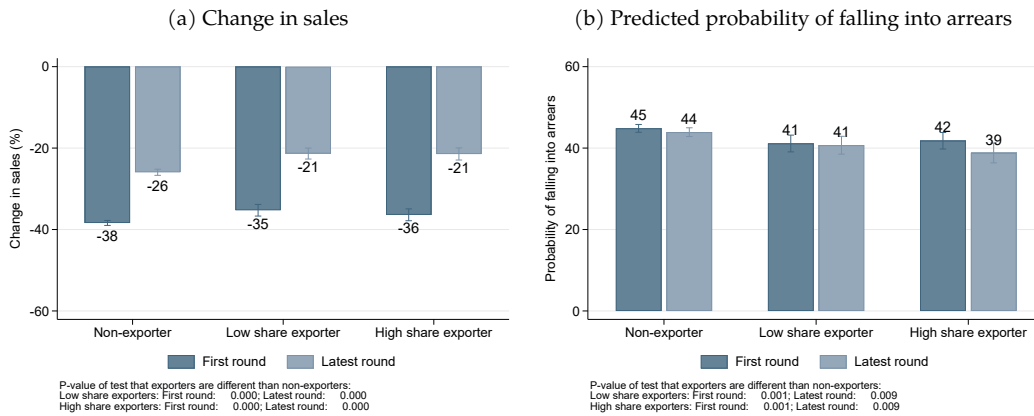 (a) Change in sales
0
-20
-40
-60
Change in sales (%)
-38
-26
-35
-21
-36
-21
Non-exporter Low share exporter High share exporter
First round Latest round
P-value of test that exporters are different than non-exporters:
Low share exporters: First round: 0.000; Latest round: 0.000
High share exporters: First round: 0.000; Latest round: 0.000
(b) Predicted probability of falling into arrears
60
40
20
0
Probability of falling into arrears
45
44
41
41
42
39
Non-exporter Low share exporter High share exporter
First round Latest round
P-value of test that exporters are different than non-exporters:
Low share exporters: First round: 0.001; Latest round: 0.009
High share exporters: First round: 0.001; Latest round: 0.009